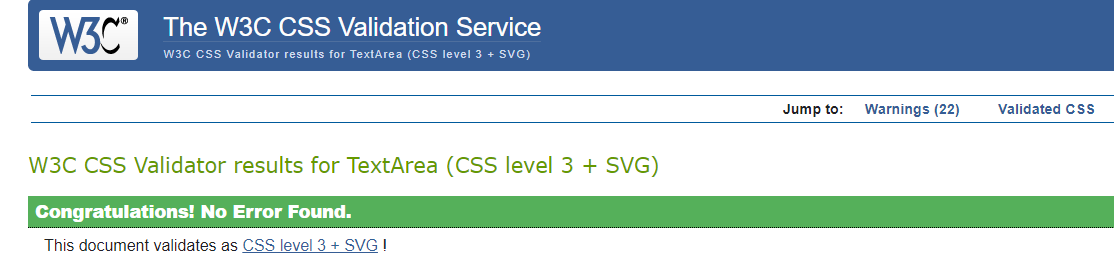 W3C®
The W3C CSS Validation Service
W3C CSS Validator results for TextArea (CSS level 3 + SVG)
Jump to: Warnings (22) Validated CSS
W3C CSS Validator results for TextArea (CSS level 3 + SVG)
Congratulations! No Error Found.
This document validates as CSS level 3 + SVG !